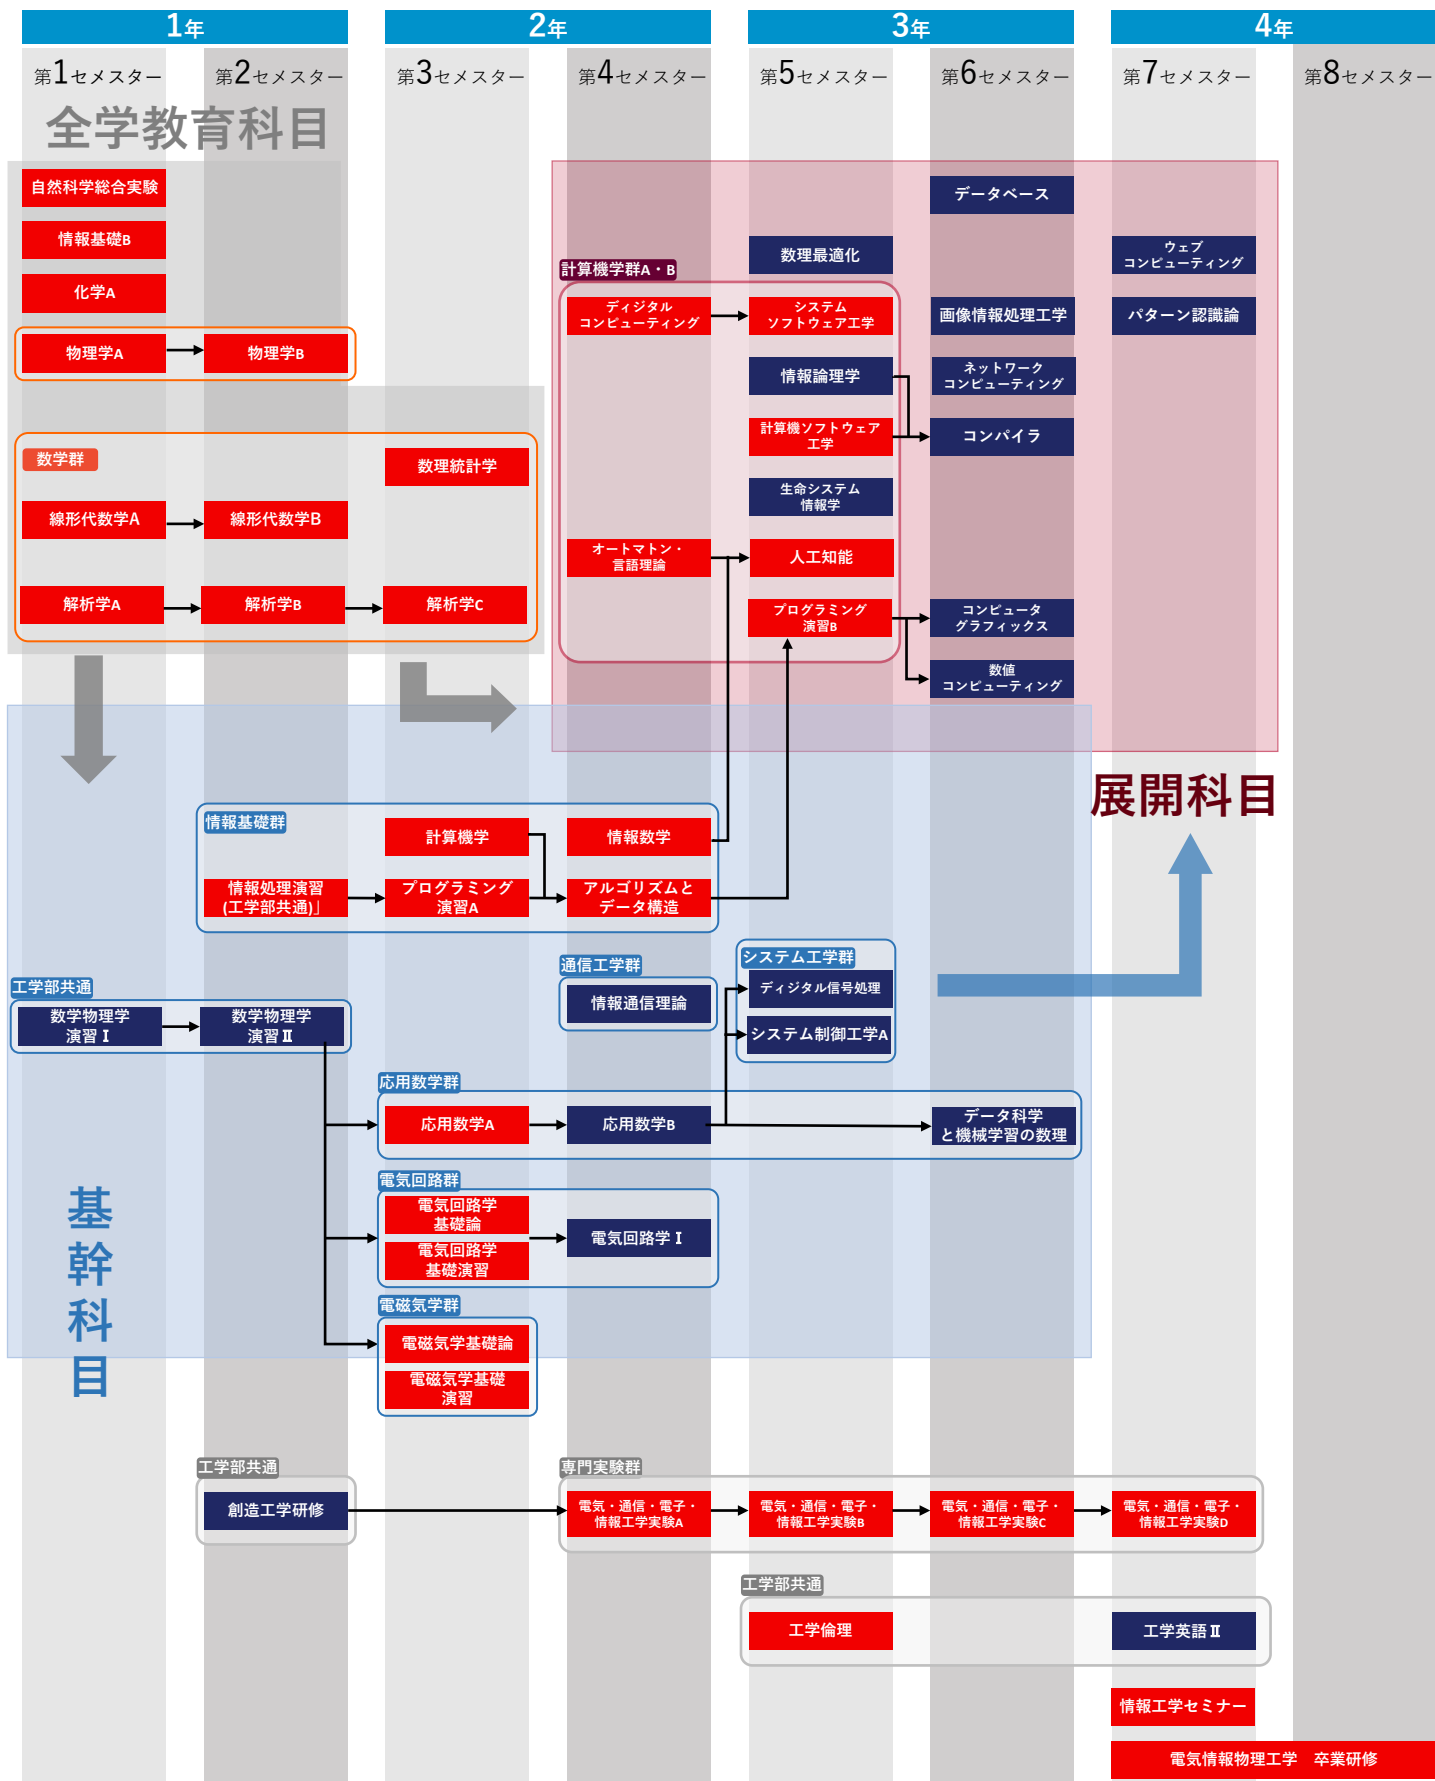 1年
2年
3年
4年
第1セメスター
第2セメスター
第3セメスター
第4セメスター
第5セメスター
第6セメスター
第7セメスター
第8セメスター
全学教育科目
自然科学総合実験
情報基礎B
化学A
物理学A
物理学B
数学群
数理統計学
線形代数学A
線形代数学B
解析学A
解析学B
解析学C
データベース
数理最適化
ウェブ
コンピューティング
計算機学群A・B
ディジタル
コンピューティング
システム
ソフトウェア工学
画像情報処理工学
パターン認識論
情報論理学
ネットワーク
コンピューティング
計算機ソフトウェア
工学
コンパイラ
生命システム
情報学
オートマトン・
言語理論
人工知能
プログラミング
演習B
コンピュータ
グラフィックス
数値
コンピューティング
展開科目
情報基礎群
計算機学
情報数学
情報処理演習
(工学部共通)」
プログラミング
演習A
アルゴリズムと
データ構造
工学部共通
数学物理学
演習Ⅰ
数学物理学
演習Ⅱ
通信工学群
情報通信理論
システム工学群
ディジタル信号処理
システム制御工学A
応用数学群
応用数学A
応用数学B
データ科学
と機械学習の数理
電気回路群
電気回路学
基礎論
電気回路学
基礎演習
電気回路学Ⅰ
電磁気学群
電磁気学基礎論
電磁気学基礎
演習
基
幹
科
目
工学部共通
創造工学研修
専門実験群
電気・通信・電子・
情報工学実験A
電気・通信・電子・
情報工学実験B
電気・通信・電子・
情報工学実験C
電気・通信・電子・
情報工学実験D
工学部共通
工学倫理
工学英語Ⅱ
情報工学セミナー
電気情報物理工学　卒業研修